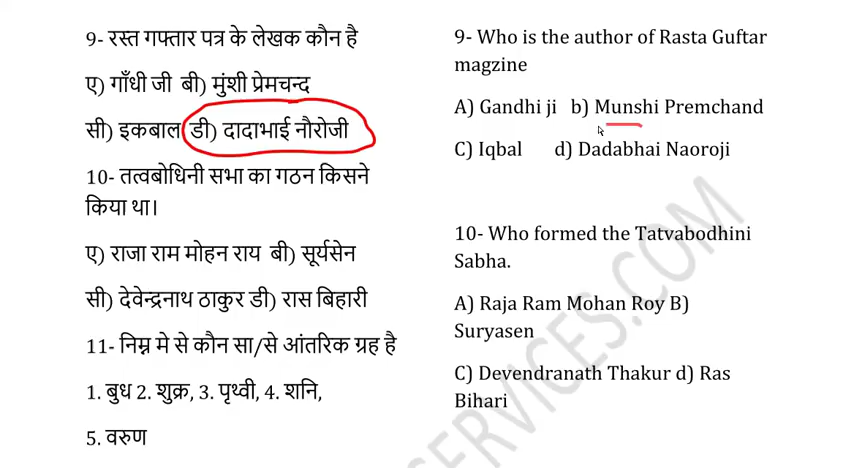 9- रस्त गफ्तार पत्र के लेखक कौन है
ए) गाँधी जी बी) मुंशी प्रेमचन्द
सी) इकबाल डी) दादाभाई नौरोजी
10- तत्वबोधिनी सभा का गठन किसने
किया था।
ए) राजा राम मोहन राय बी) सूर्यसेन
सी) देवेन्द्रनाथ ठाकुर डी) रास बिहारी
11- निम्न मे से कौन सा/से आंतरिक ग्रह है
1. बुध 2. शुक्र, 3. पृथ्वी, 4. शनि,
5. वरुण
9- Who is the author of Rasta Guftar
magzine
A) Gandhi ji b) Munshi Premchand
C) Iqbal d) Dadabhai Naoroji
10- Who formed the Tatvabodhini
Sabha.
A) Raja Ram Mohan Roy B)
Suryasen
C) Devendranath Thakur d) Ras
Bihari
SERVICES.COM